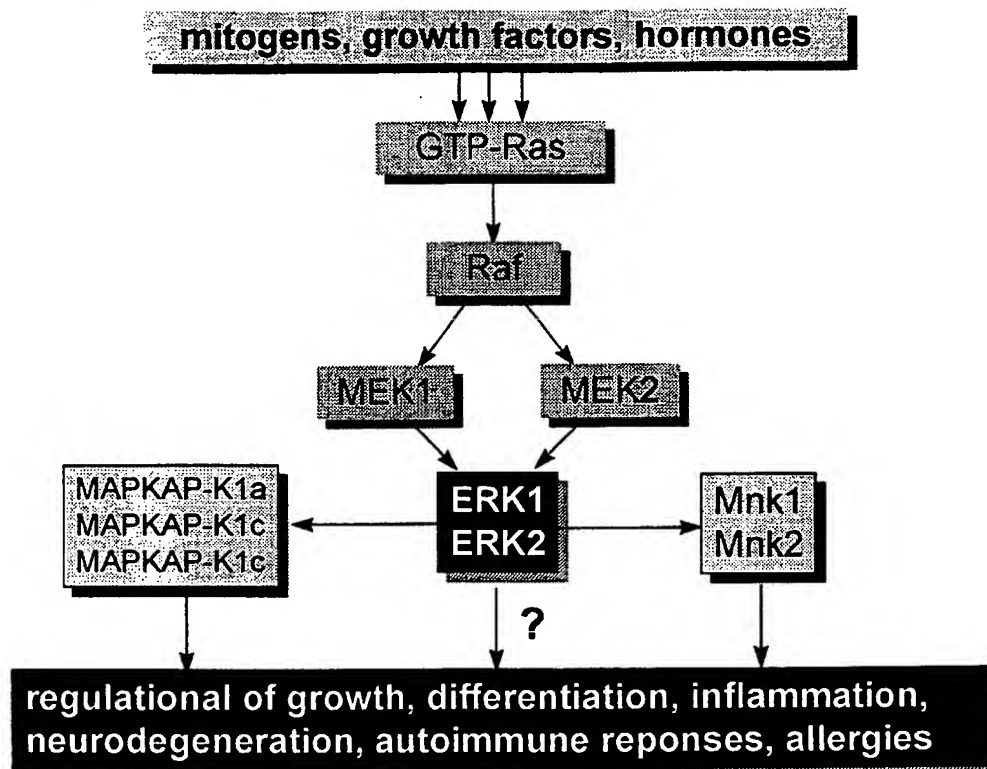 mitogens, growth factors, hormones
GTP-Ras
Raf
MEK1
MEK2
MAPKAP-K1a
MAPKAP-K1c
MAPKAP-K1c
ERK1
ERK2
Mnk1
Mnk2
?
regulational of growth, differentiation, inflammation,
neurodegeneration, autoimmune reponses, allergies